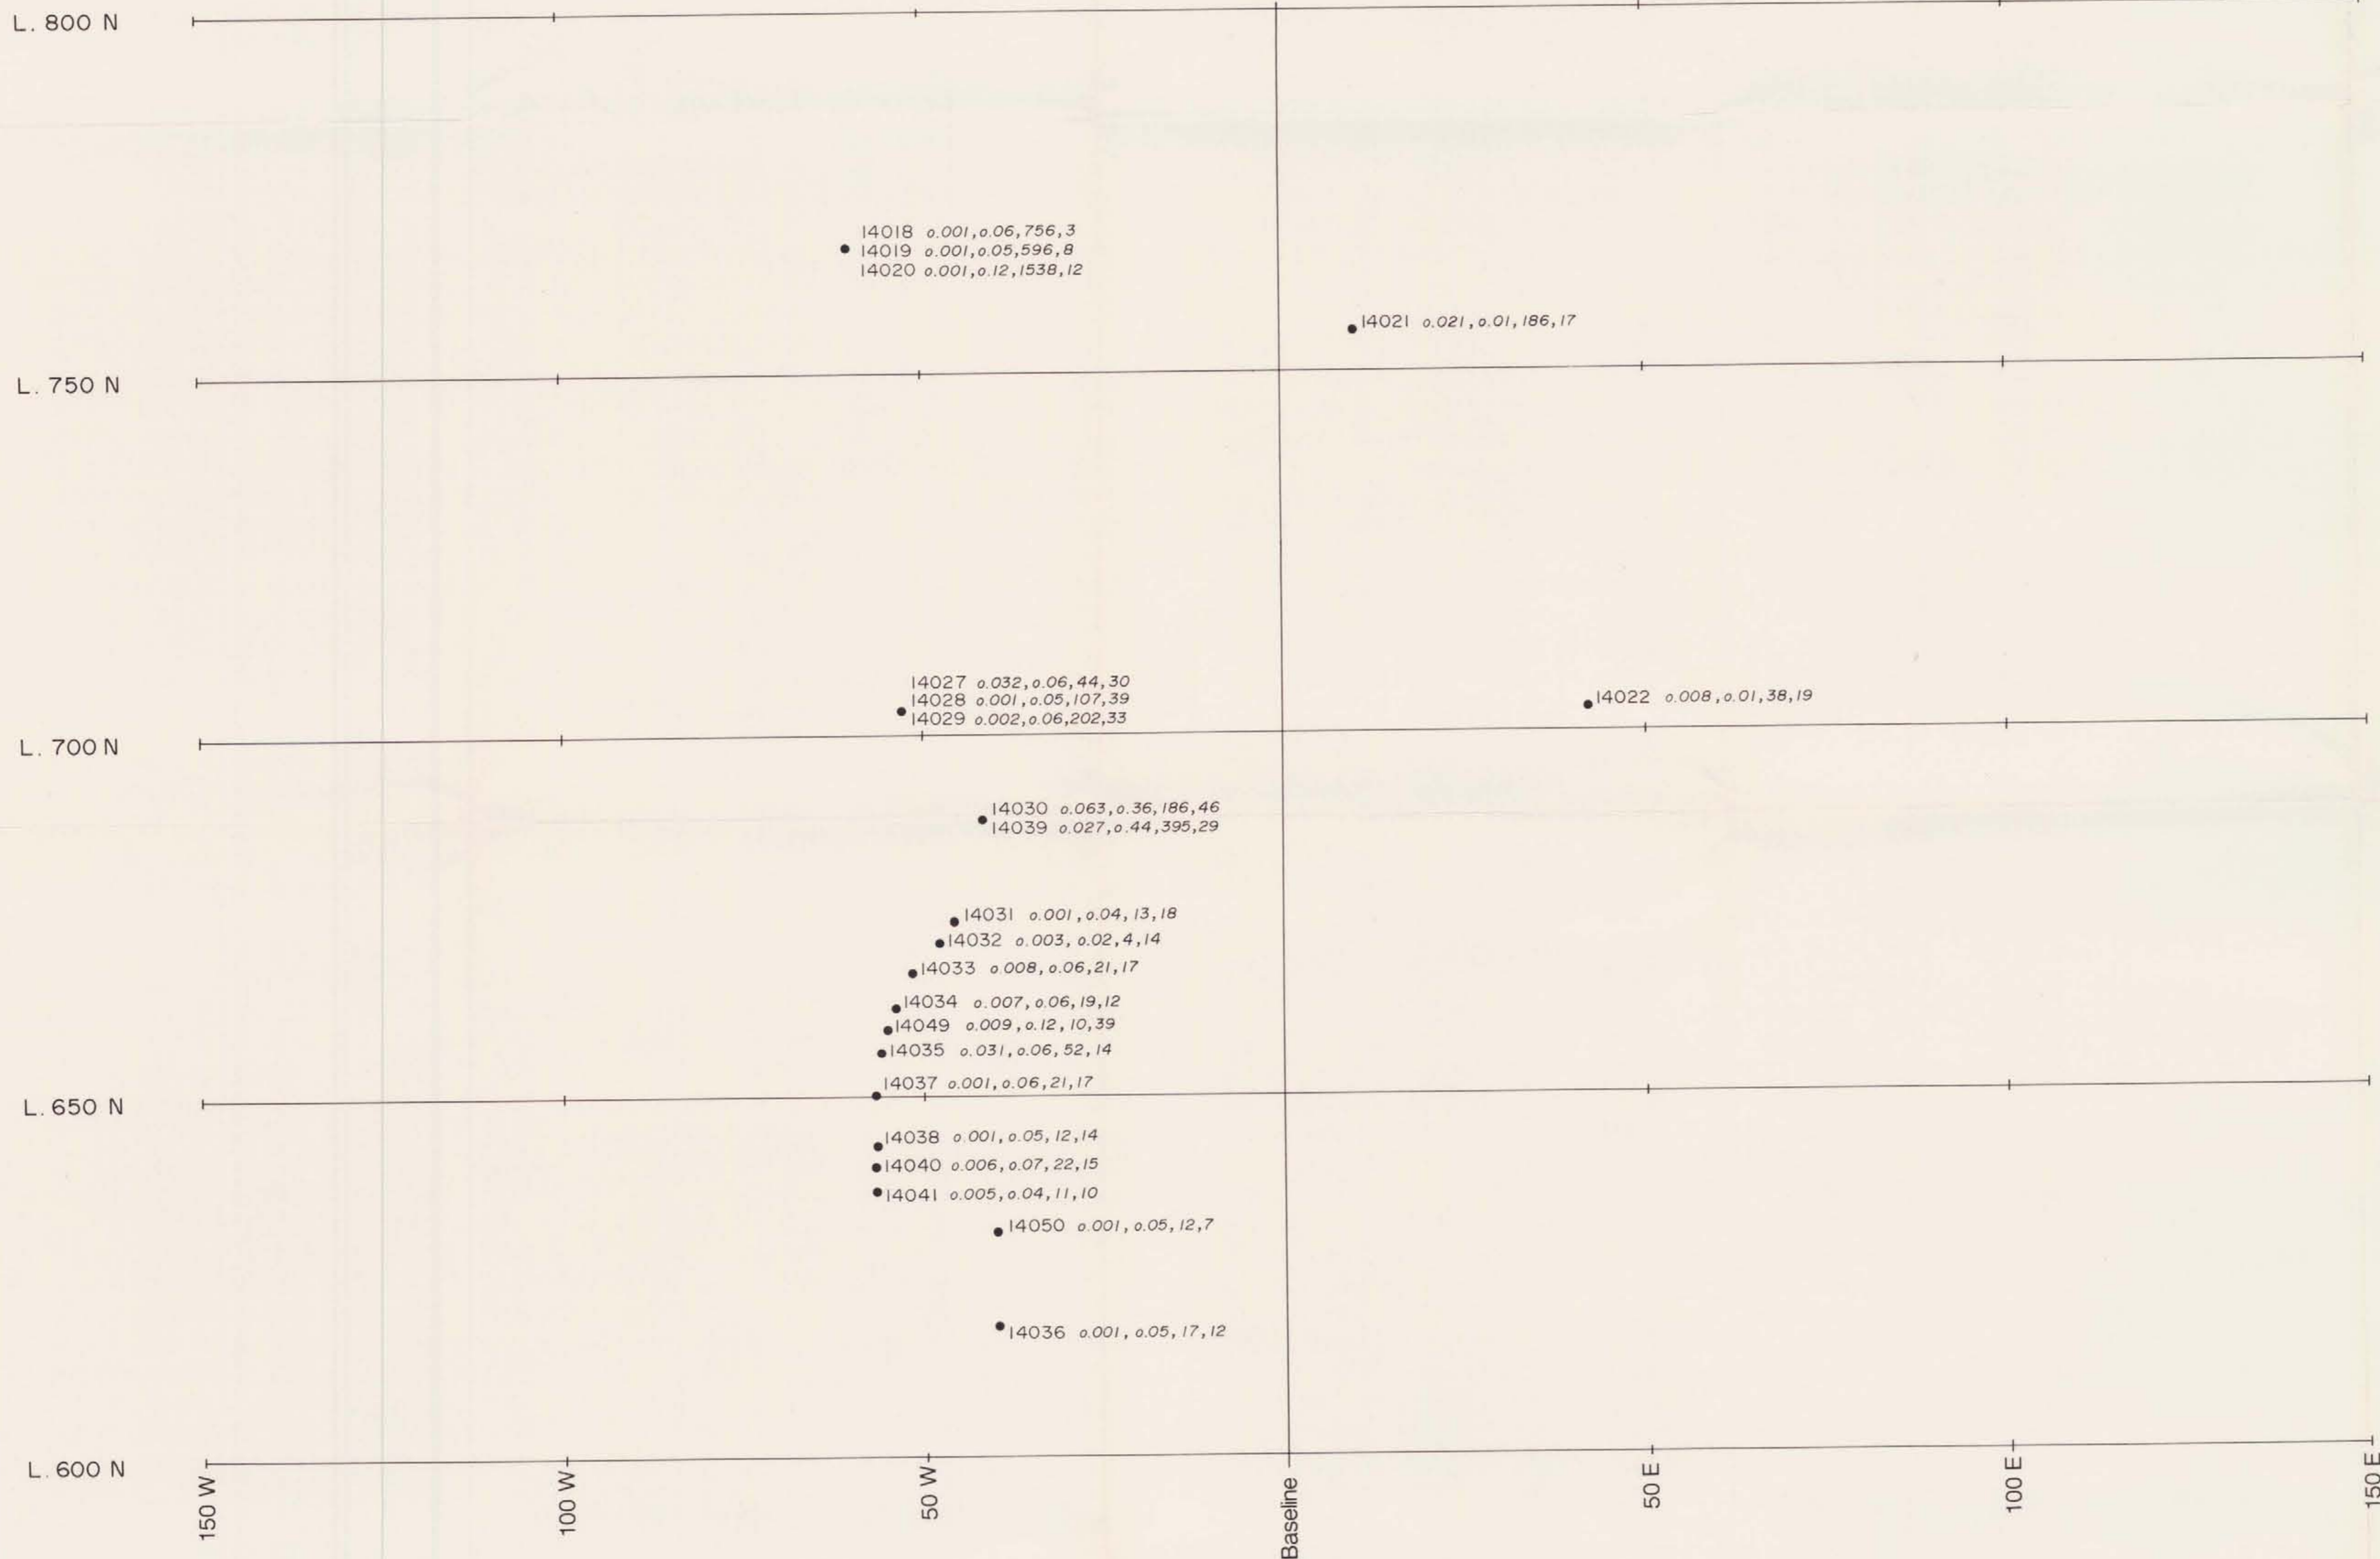 L. 800 N
14018 0.001,0.06,756,3
14019 0.001,0.05,596,8
14020 0.001,0.12,1538,12
14021 0.021,0.01,186,17
L. 750 N
14027 0.032,0.06,44,30
14028 0.001,0.05,107,39
14029 0.002,0.06,202,33
14022 0.008,0.01,38,19
L. 700 N
14030 0.063,0.36,186,46
14039 0.027,0.44,395,29
14031 0.001,0.04,13,18
14032 0.003,0.02,4,14
14033 0.008,0.06,21,17
14034 0.007,0.06,19,12
14049 0.009,0.12,10,39
14035 0.031,0.06,52,14
14037 0.001,0.06,21,17
L. 650 N
14038 0.001,0.05,12,14
14040 0.006,0.07,22,15
14041 0.005,0.04,11,10
14050 0.001,0.05,12,7
14036 0.001,0.05,17,12
L. 600 N
150 W
100 W
50 W
Baseline
50 E
100 E
150 E